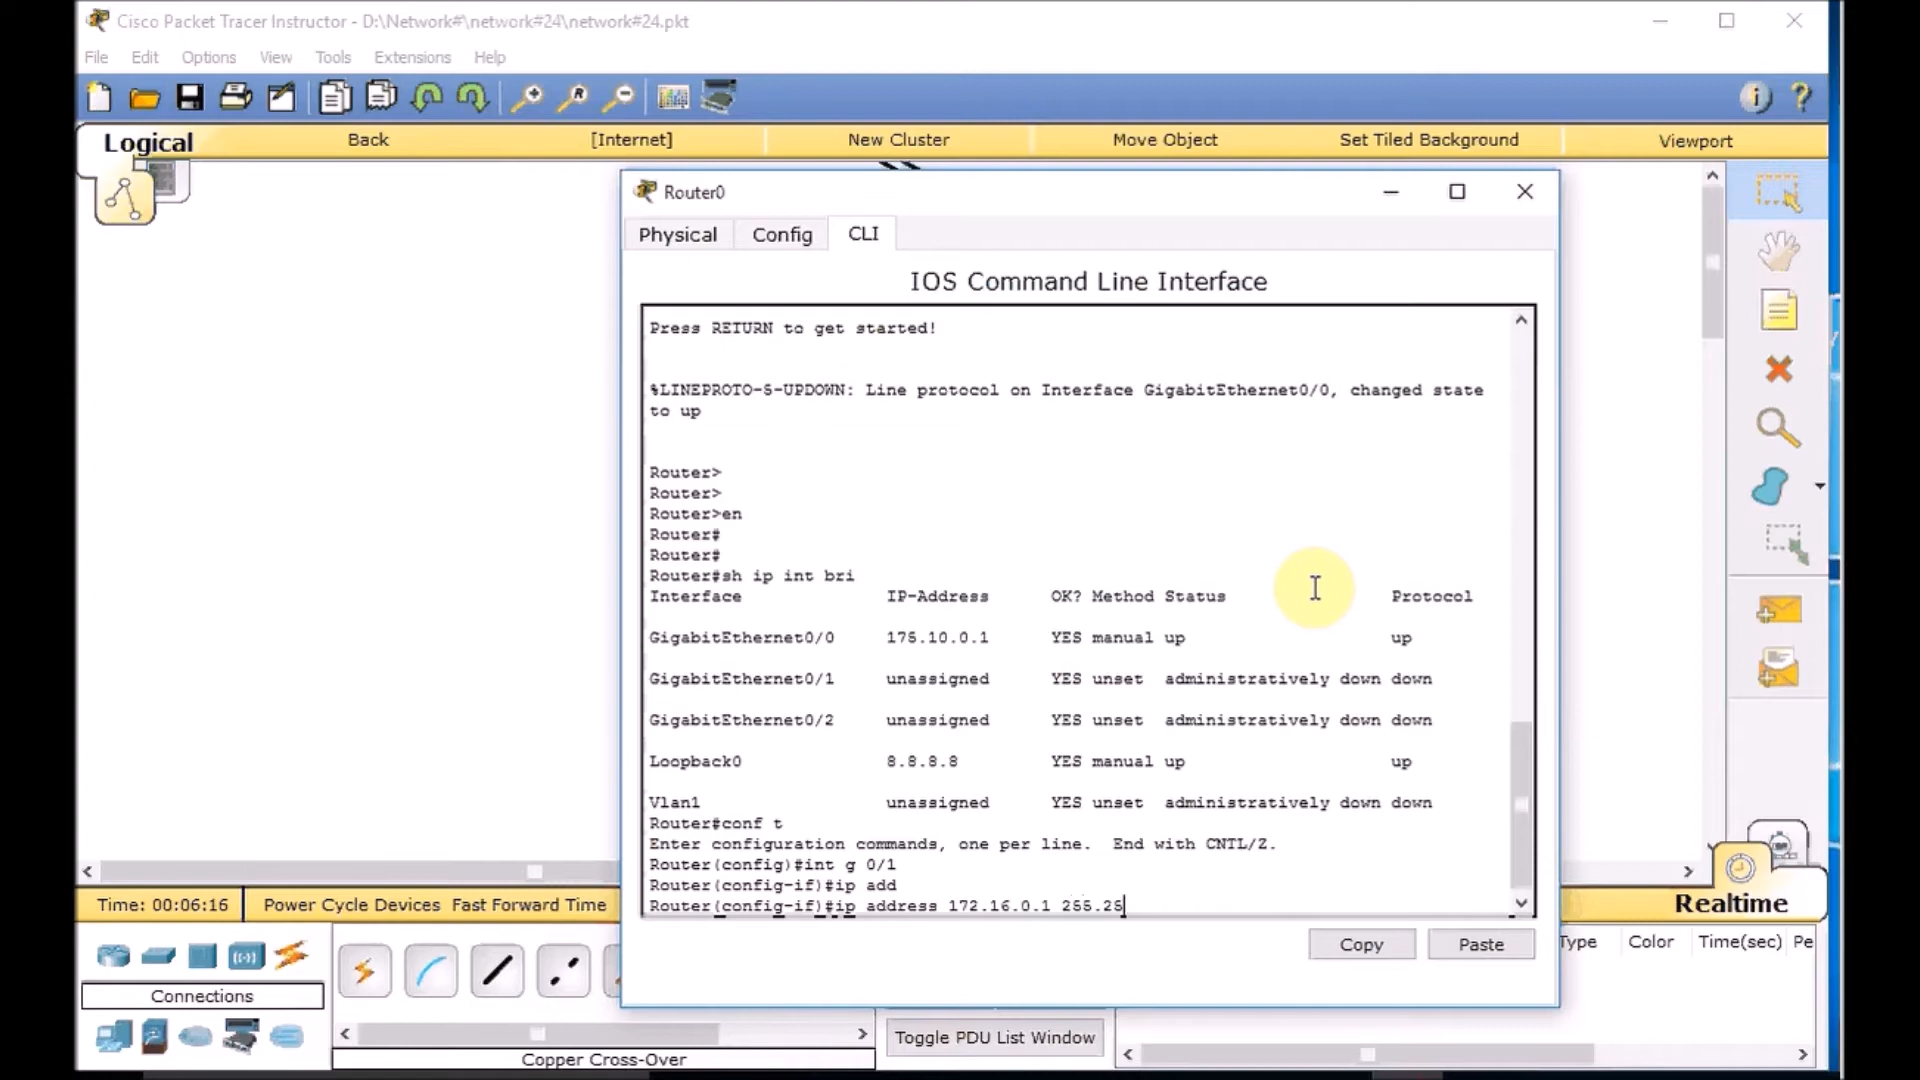 Cisco Packet Tracer Instructor - D:\Network#\network#24\network#24.pkt
File Edit Options View Tools Extensions Help
Logical Back [Internet] New Cluster Move Object Set Tiled Background Viewport
Router0
Physical Config CLI
IOS Command Line Interface
Press RETURN to get started!
%LINEPROTO-5-UPDOWN: Line protocol on Interface GigabitEthernet0/0, changed state
to up
Router>
Router>
Router>en
Router#
Router#
Router#sh ip int bri
Interface IP-Address OK? Method Status Protocol
GigabitEthernet0/0 175.10.0.1 YES manual up up
GigabitEthernet0/1 unassigned YES unset administratively down down
GigabitEthernet0/2 unassigned YES unset administratively down down
Loopback0 8.8.8.8 YES manual up up
Vlan1 unassigned YES unset administratively down down
Router#conf t
Enter configuration commands, one per line. End with CNTL/Z.
Router(config)#int g 0/1
Router(config-if)#ip add
Router(config-if)#ip address 172.16.0.1 255.25
Copy Paste
Time: 00:06:16 Power Cycle Devices Fast Forward Time Realtime
Type Color Time(sec) Pe
Connections
Toggle PDU List Window
Copper Cross-Over